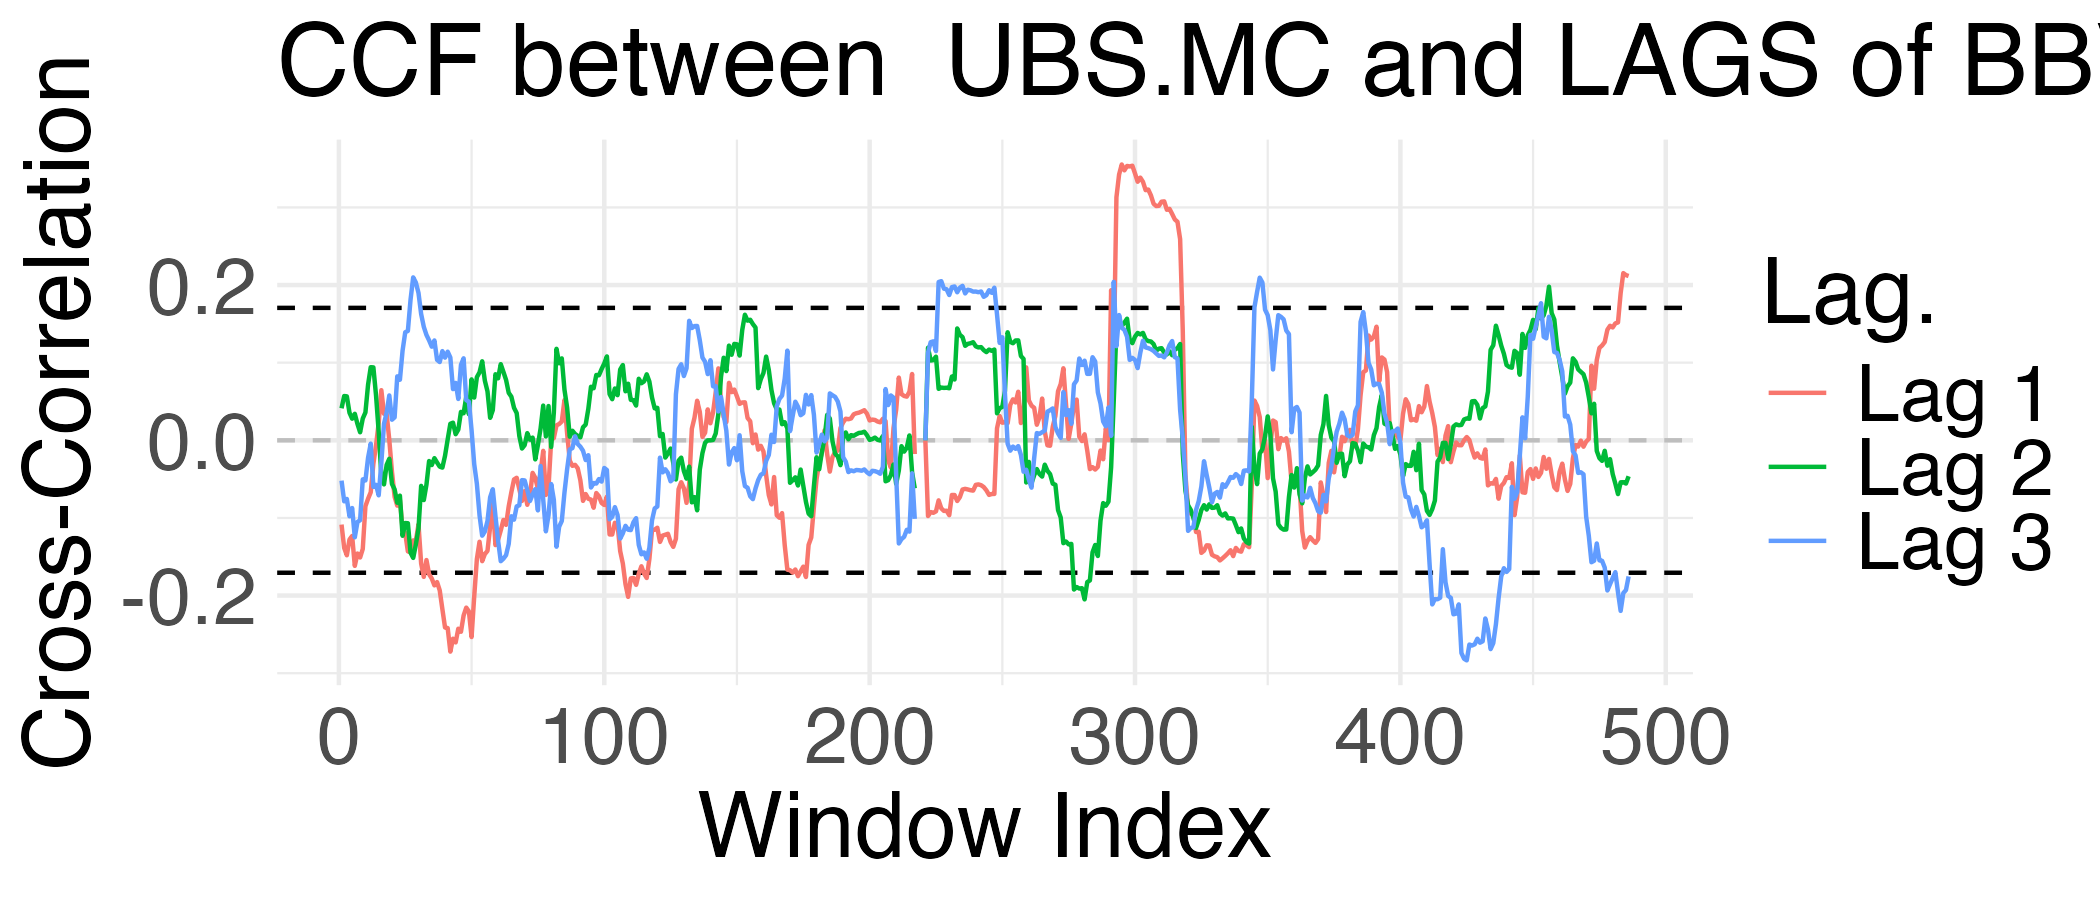 CCF between UBS.MC and LAGS of
Cross-Correlation
0.2
0.0
-0.2
0
100
200
300
400
500
Window Index
Lag.
Lag 1
Lag 2
Lag 3